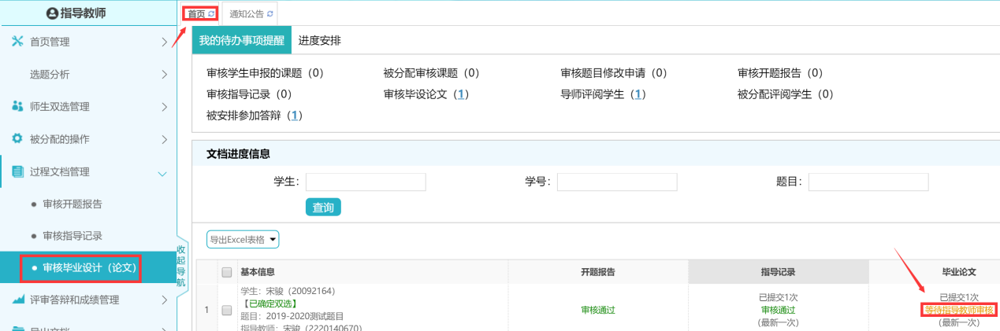 指导教师
首页
通知公告
首页管理
选题分析
师生双选管理
被分配的操作
过程文档管理
审核开题报告
审核指导记录
审核毕业设计（论文）
评审答辩和成绩管理
导出文档
收起导航
我的待办事项提醒 进度安排
审核学生申报的课题（0） 被分配审核课题（0） 审核题目修改申请（0） 审核开题报告（0）
审核指导记录（0） 审核毕设论文（1） 导师评阅学生（1） 被分配评阅学生（0）
被安排参加答辩（1）
文档进度信息
学生： 学号： 题目：
查询
导出Excel表格
基本信息 开题报告 指导记录 毕业论文
1
学生：宋骏（20092164）
【已确定双选】
题目：2019-2020测试题目
指导教师：宋骏（2220140670）
审核通过
已提交1次
审核通过
(最新一次)
已提交1次
等待指导教师审核
(最新一次)